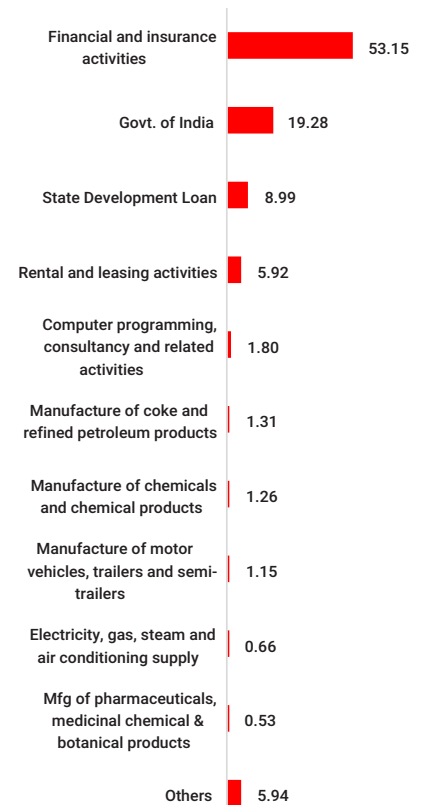 Financial and insurance
activities
53.15
Govt. of India
19.28
State Development Loan
8.99
Rental and leasing activities
5.92
Computer programming,
consultancy and related
activities
1.80
Manufacture of coke and
refined petroleum products
1.31
Manufacture of chemicals
and chemical products
1.26
Manufacture of motor
vehicles, trailers and semi-
trailers
1.15
Electricity, gas, steam and
air conditioning supply
0.66
Mfg of pharmaceuticals,
medicinal chemical &
botanical products
0.53
Others
5.94